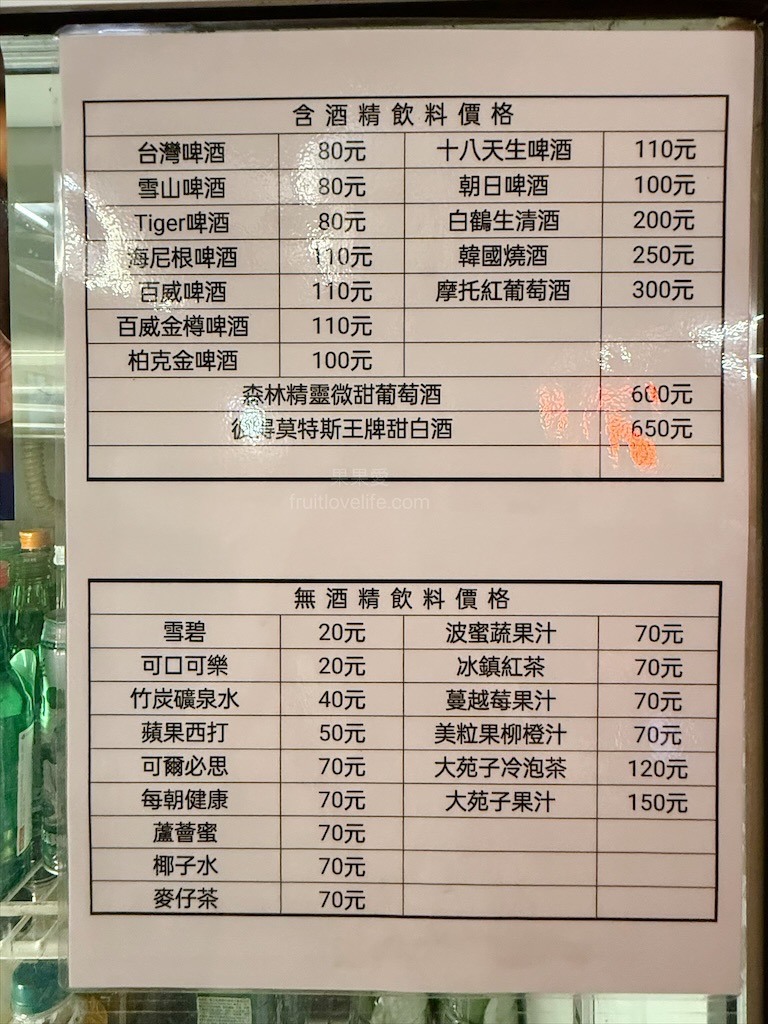 含酒精飲料價格
台灣啤酒 80元 十八天生啤酒 110元
雪山啤酒 80元 朝日啤酒 100元
Tiger啤酒 80元 白鶴生清酒 200元
海尼根啤酒 110元 韓國燒酒 250元
百威啤酒 110元 摩托紅葡萄酒 300元
百威金樽啤酒 110元
柏克金啤酒 100元
森林精靈微甜葡萄酒 600元
彼得莫特斯王牌甜白酒 650元
果果愛
fruitlovelife.com
無酒精飲料價格
雪碧 20元 波蜜蔬果汁 70元
可口可樂 20元 冰鎮紅茶 70元
竹炭礦泉水 40元 蔓越莓果汁 70元
蘋果西打 50元 美粒果柳橙汁 70元
可爾必思 70元 大苑子冷泡茶 120元
每朝健康 70元 大苑子果汁 150元
蘆薈蜜 70元
椰子水 70元
麥仔茶 70元